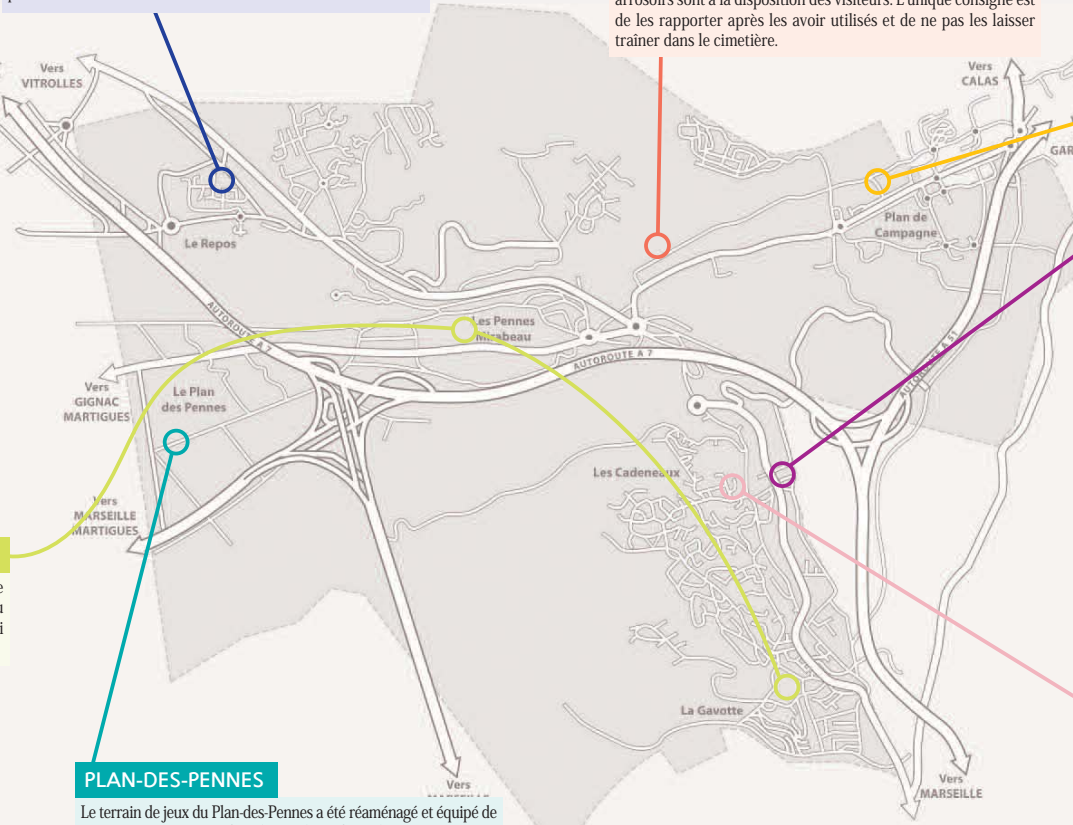 arrosoirs sont à la disposition des visiteurs. L'unique consigne est
de les rapporter après les avoir utilisés et de ne pas les laisser
traîner dans le cimetière.
Vers
VITROLLES
Vers
CALAS
Le Repos
Plan de
Campagne
AUTOROUTE A 7
Les Pennes
Mirabeau
AUTOROUTE A 7
AUTOROUTE A 51
Vers
GIGNAC
MARTIGUES
Le Plan
des Pennes
Les Cadeneaux
Vers
MARSEILLE
MARTIGUES
La Gavotte
Vers
Vers
MARSEILLE
PLAN-DES-PENNES
Le terrain de jeux du Plan-des-Pennes a été réaménagé et équipé de